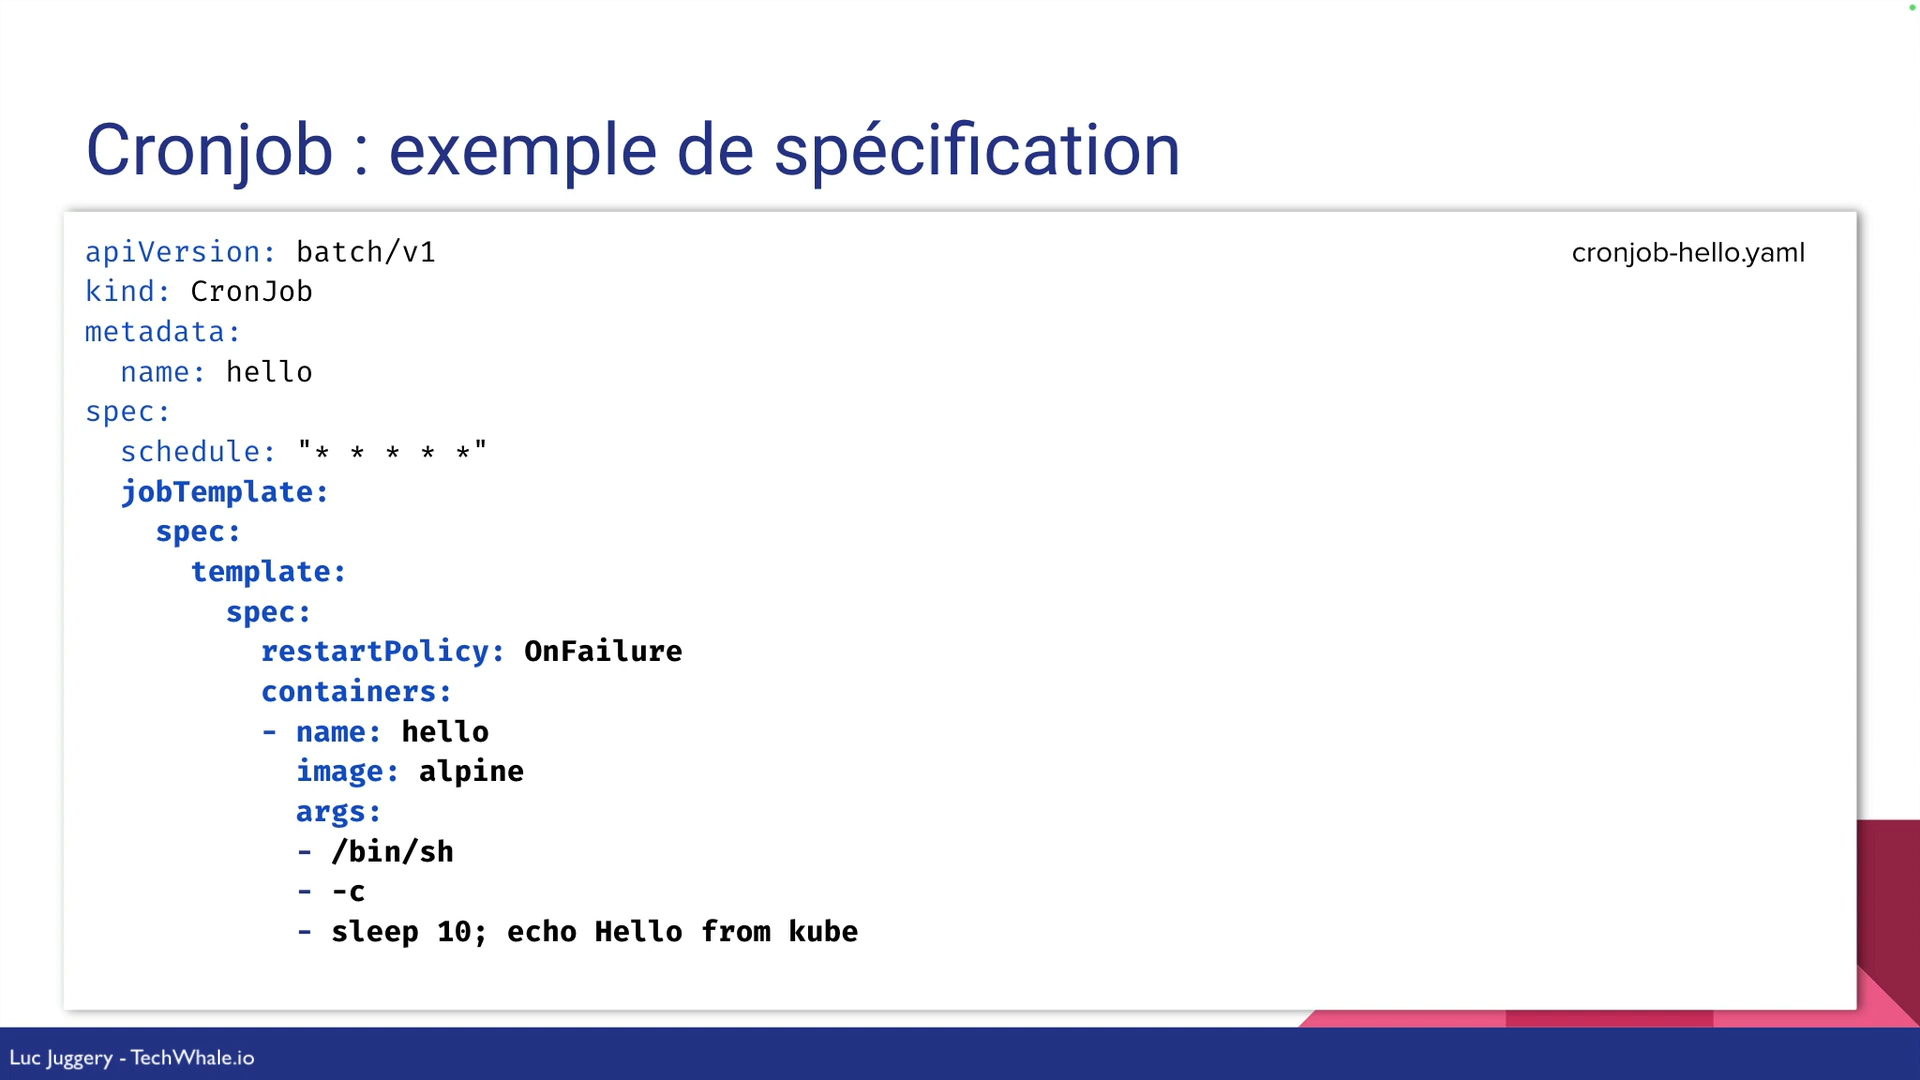 Cronjob : exemple de spécification
cronjob-hello.yaml
apiVersion: batch/v1
kind: CronJob
metadata:
  name: hello
spec:
  schedule: "* * * * *"
  jobTemplate:
    spec:
      template:
        spec:
          restartPolicy: OnFailure
          containers:
          - name: hello
            image: alpine
            args:
            - /bin/sh
            - -c
            - sleep 10; echo Hello from kube
Luc Juggery - TechWhale.io